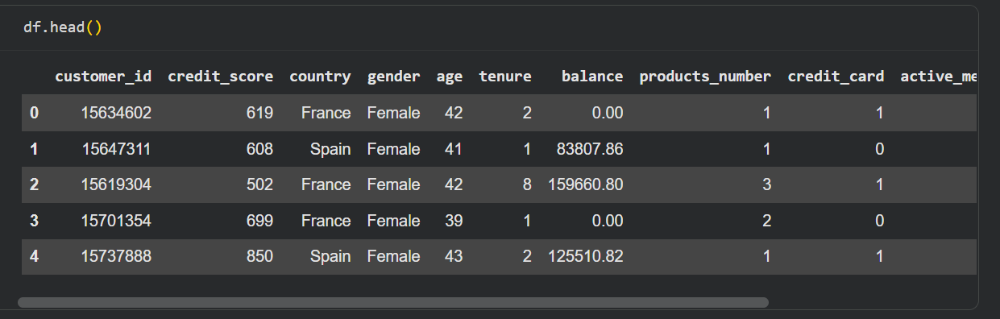 df.head()
customer_id credit_score country gender age tenure balance products_number credit_card active_me
0 15634602 619 France Female 42 2 0.00 1 1
1 15647311 608 Spain Female 41 1 83807.86 1 0
2 15619304 502 France Female 42 8 159660.80 3 1
3 15701354 699 France Female 39 1 0.00 2 0
4 15737888 850 Spain Female 43 2 125510.82 1 1